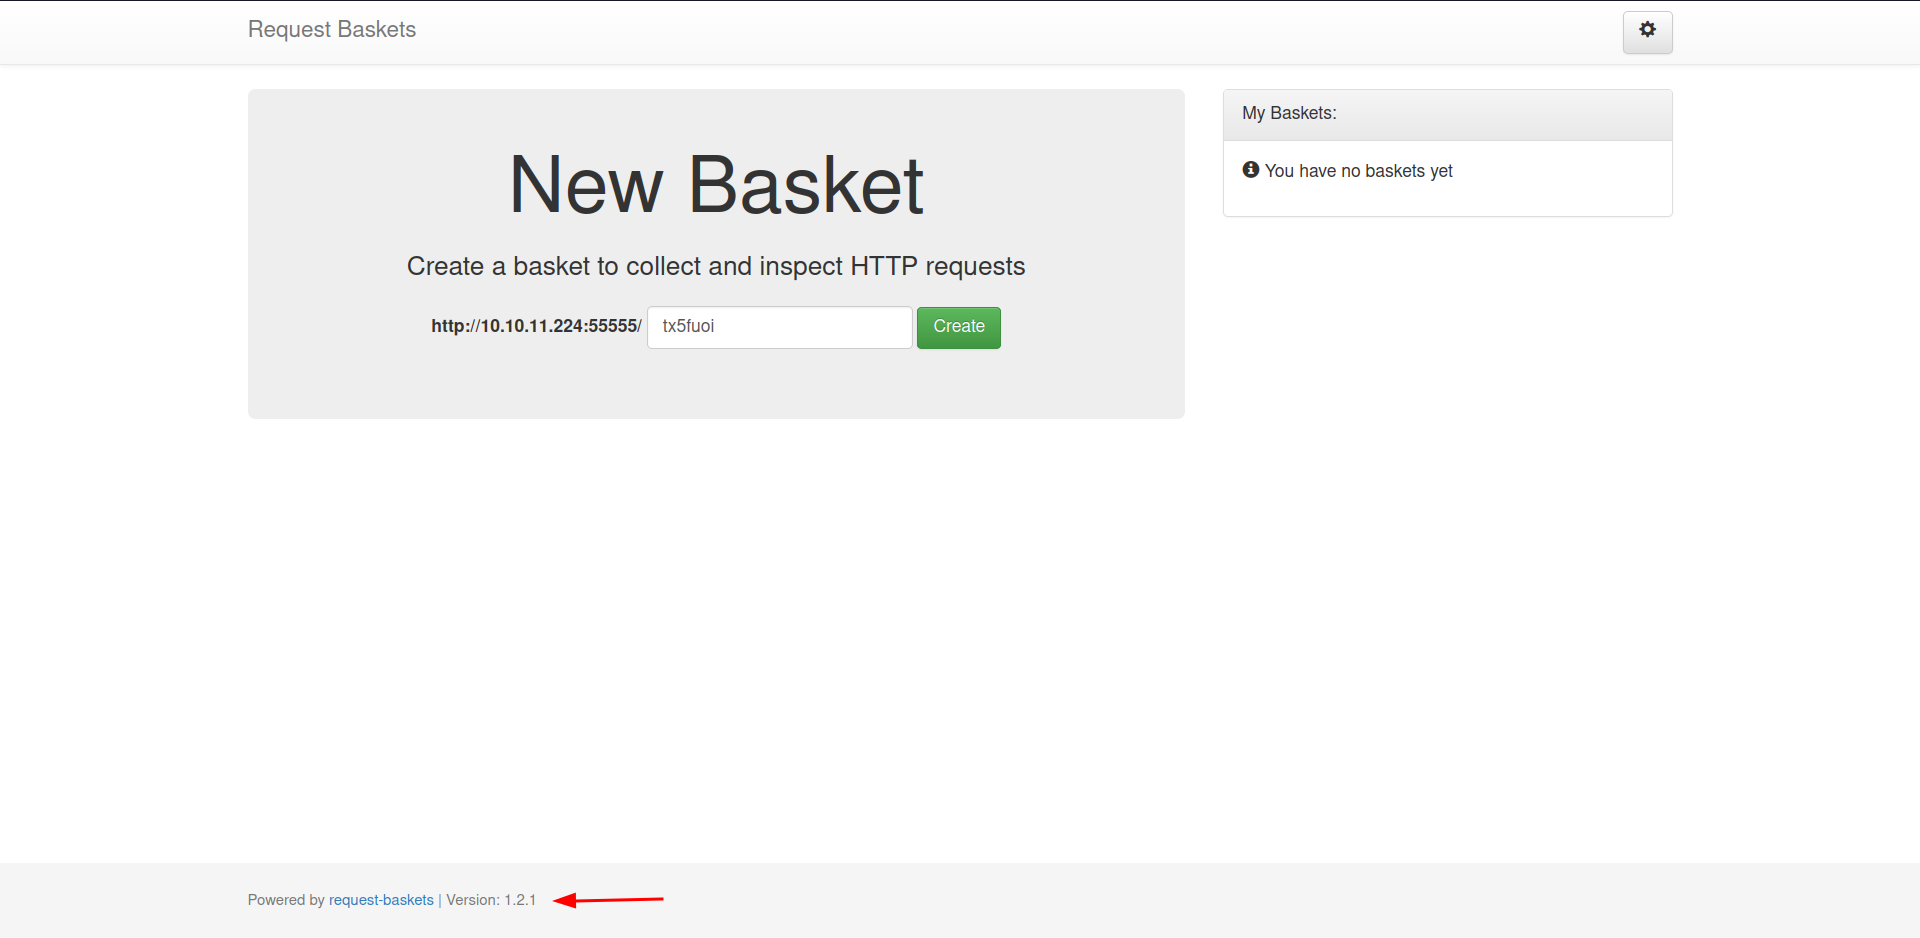 Request Baskets
New Basket
Create a basket to collect and inspect HTTP requests
http://10.10.11.224:55555/ tx5fuoi Create
My Baskets:
You have no baskets yet
Powered by request-baskets | Version: 1.2.1